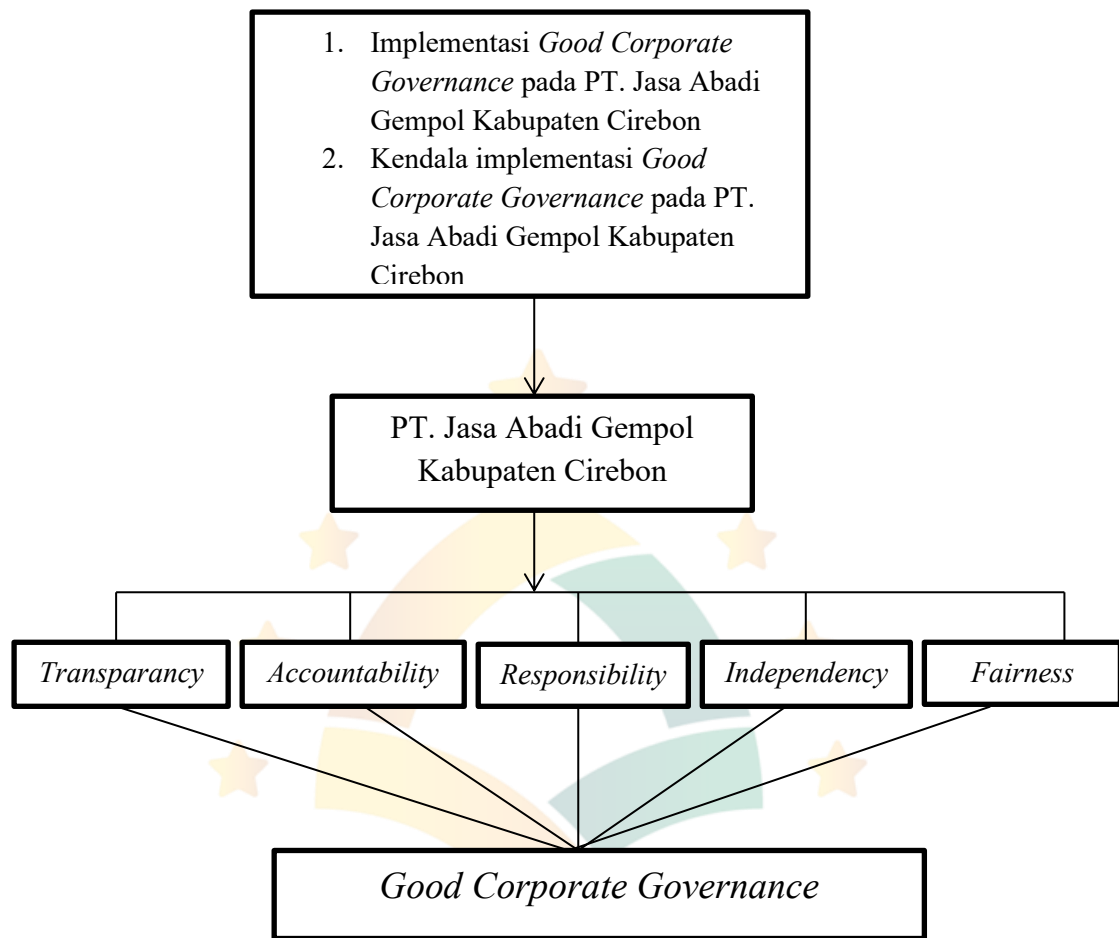 1. Implementasi Good Corporate
Governance pada PT. Jasa Abadi
Gempol Kabupaten Cirebon
2. Kendala implementasi Good
Corporate Governance pada PT.
Jasa Abadi Gempol Kabupaten
Cirebon
PT. Jasa Abadi Gempol
Kabupaten Cirebon
Transparancy
Accountability
Responsibility
Independency
Fairness
Good Corporate Governance